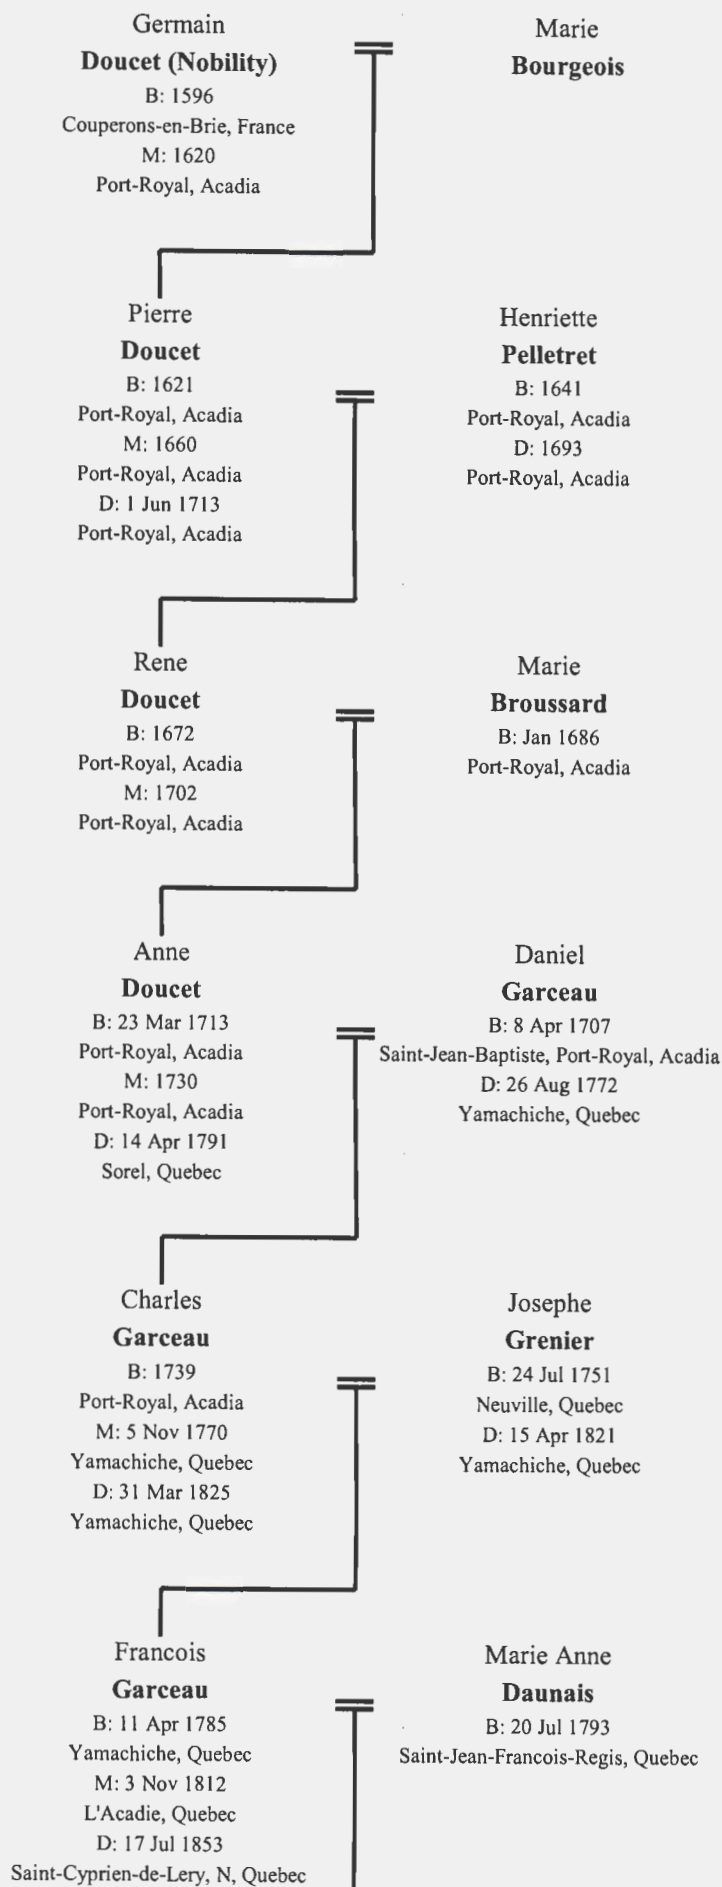 Germain
Doucet (Nobility)
B: 1596
Couperons-en-Brie, France
M: 1620
Port-Royal, Acadia
Marie
Bourgeois
Pierre
Doucet
B: 1621
Port-Royal, Acadia
M: 1660
Port-Royal, Acadia
D: 1 Jun 1713
Port-Royal, Acadia
Henriette
Pelletret
B: 1641
Port-Royal, Acadia
D: 1693
Port-Royal, Acadia
Rene
Doucet
B: 1672
Port-Royal, Acadia
M: 1702
Port-Royal, Acadia
Marie
Broussard
B: Jan 1686
Port-Royal, Acadia
Anne
Doucet
B: 23 Mar 1713
Port-Royal, Acadia
M: 1730
Port-Royal, Acadia
D: 14 Apr 1791
Sorel, Quebec
Daniel
Garceau
B: 8 Apr 1707
Saint-Jean-Baptiste, Port-Royal, Acadia
D: 26 Aug 1772
Yamachiche, Quebec
Charles
Garceau
B: 1739
Port-Royal, Acadia
M: 5 Nov 1770
Yamachiche, Quebec
D: 31 Mar 1825
Yamachiche, Quebec
Josephe
Grenier
B: 24 Jul 1751
Neuville, Quebec
D: 15 Apr 1821
Yamachiche, Quebec
Francois
Garceau
B: 11 Apr 1785
Yamachiche, Quebec
M: 3 Nov 1812
L'Acadie, Quebec
D: 17 Jul 1853
Saint-Cyprien-de-Lery, N, Quebec
Marie Anne
Daunais
B: 20 Jul 1793
Saint-Jean-Francois-Regis, Quebec